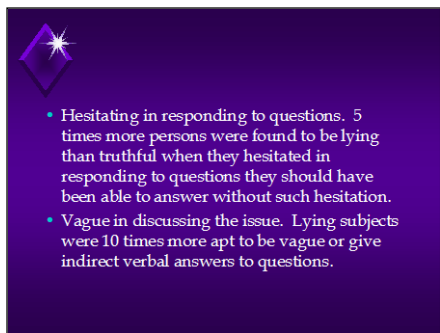 • Hesitating in responding to questions.  5
times more persons were found to be lying
than truthful when they hesitated in
responding to questions they should have
been able to answer without such hesitation.
• Vague in discussing the issue.  Lying subjects
were 10 times more apt to be vague or give
indirect verbal answers to questions.